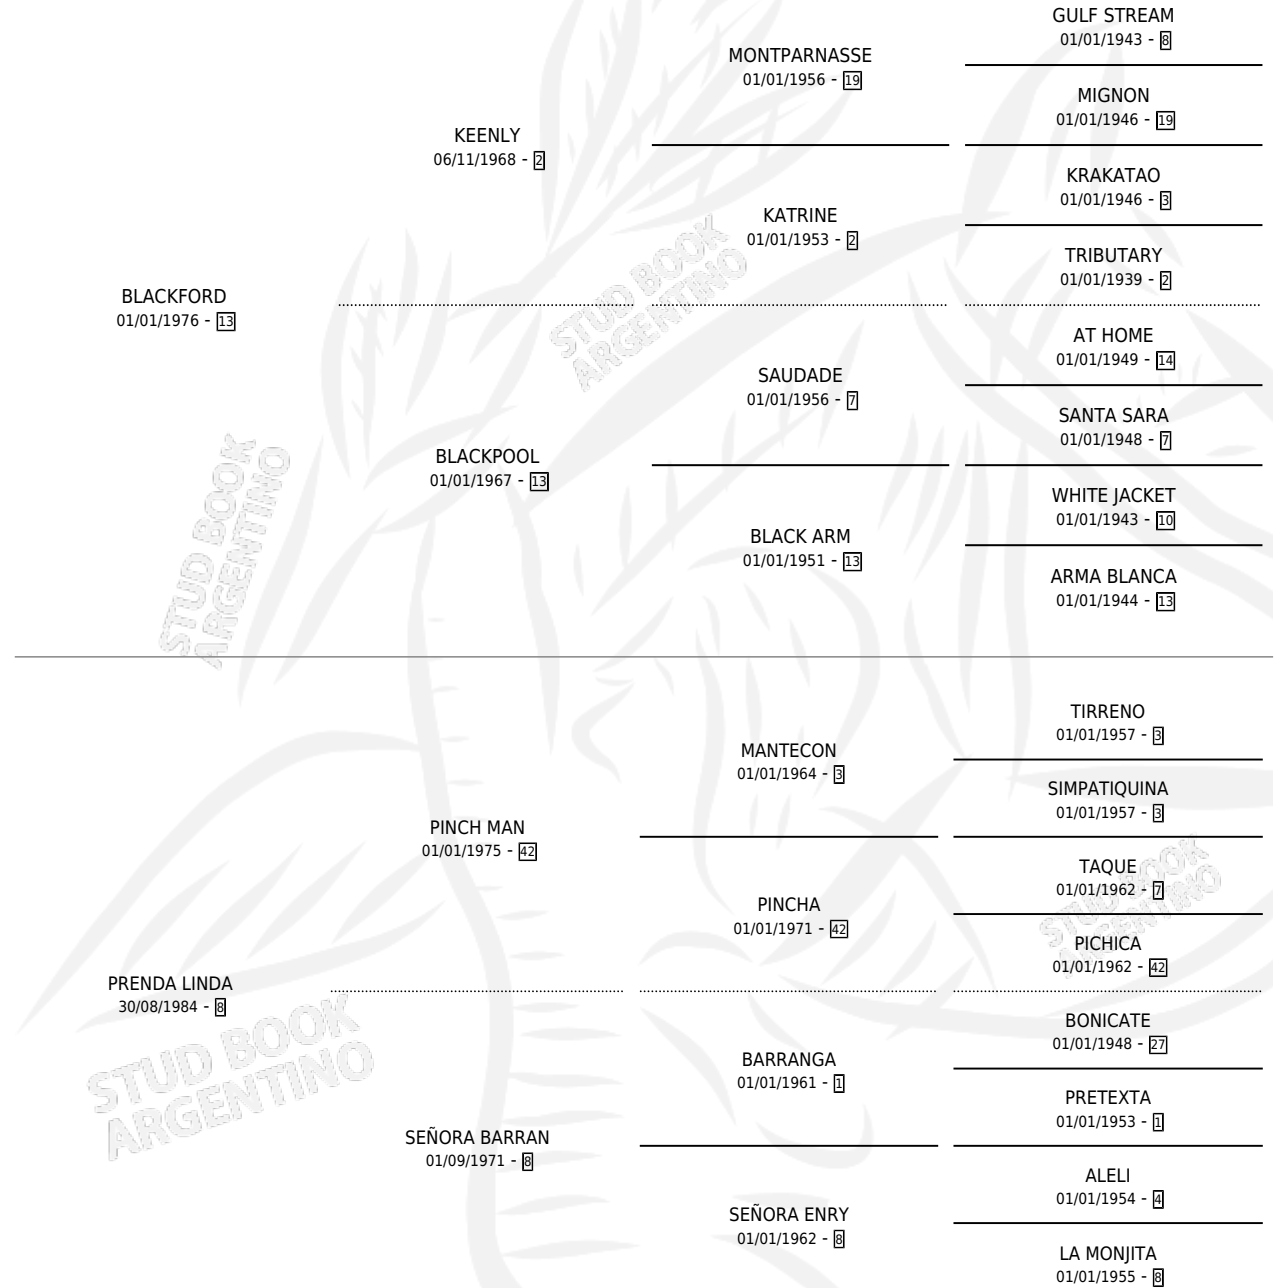 GULF STREAM
01/01/1943 - 8
MONTPARNASSE
01/01/1956 - 19
MIGNON
01/01/1946 - 19
KEENLY
06/11/1968 - 2
KRAKATAO
01/01/1946 - 3
KATRINE
01/01/1953 - 2
TRIBUTARY
01/01/1939 - 2
BLACKFORD
01/01/1976 - 13
STUD BOOK
ARGENTINO
AT HOME
01/01/1949 - 14
SAUDADE
01/01/1956 - 7
SANTA SARA
01/01/1948 - 7
BLACKPOOL
01/01/1967 - 13
WHITE JACKET
01/01/1943 - 10
BLACK ARM
01/01/1951 - 13
ARMA BLANCA
01/01/1944 - 13
STUD BOOK
ARGENTINO
TIRRENO
01/01/1957 - 3
MANTECON
01/01/1964 - 3
SIMPATIQUINA
01/01/1957 - 3
PINCH MAN
01/01/1975 - 42
TAQUE
01/01/1962 - 7
PINCHA
01/01/1971 - 42
STUD BOOK
ARGENTINO
PICHICA
01/01/1962 - 42
PRENDA LINDA
30/08/1984 - 8
BONICATE
01/01/1948 - 27
BARRANGA
01/01/1961 - 1
STUD BOOK
ARGENTINO
PRETEXTA
01/01/1953 - 1
SEÑORA BARRAN
01/09/1971 - 8
ALELI
01/01/1954 - 4
SEÑORA ENRY
01/01/1962 - 8
LA MONJITA
01/01/1955 - 8